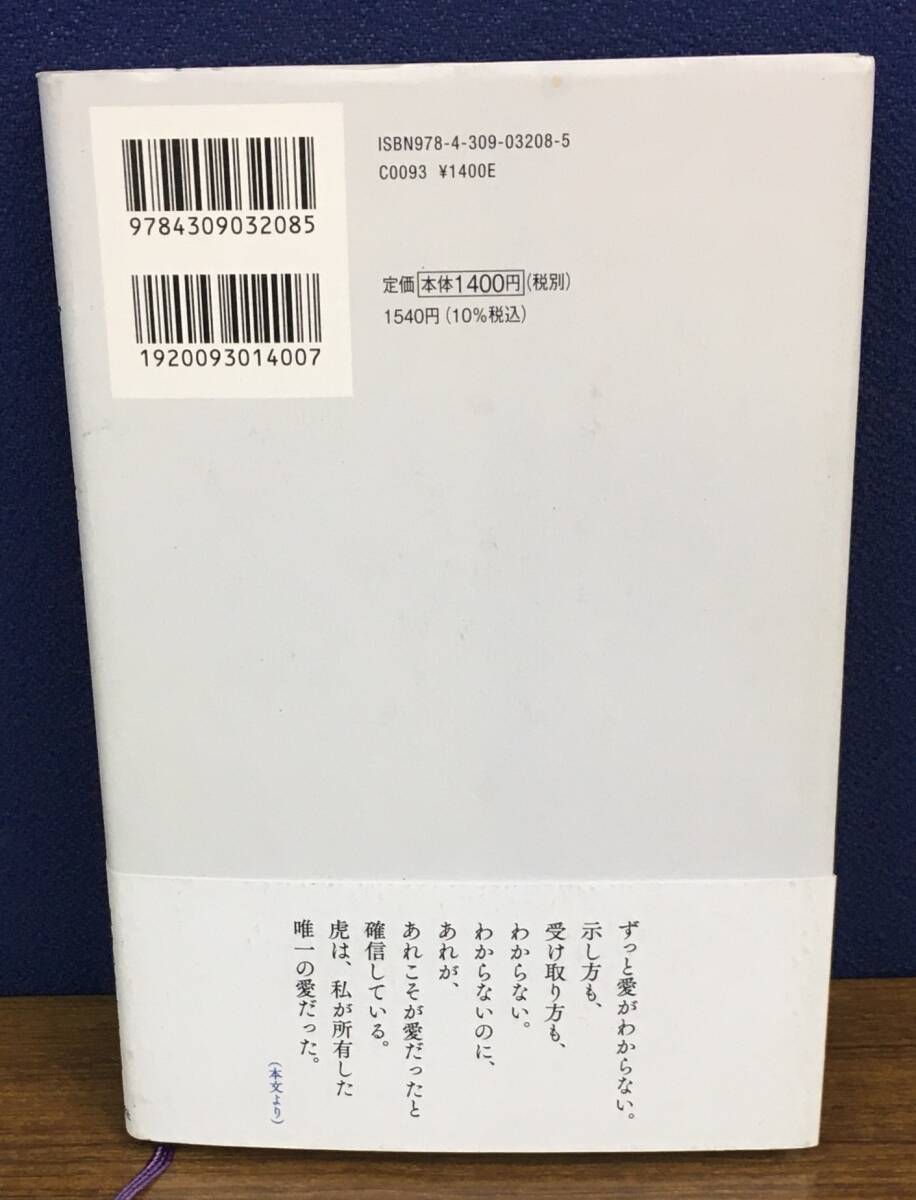 9784309032085
1920093014007
ISBN978-4-309-03208-5
C0093 ¥1400E
定価 本体1400円 (税別)
1540円 (10%税込)
ずっと愛がわからない。
示し方も、
受け取り方も、
わからない。
わからないのに、
あれが、
あれこそが愛だったと
確信している。
虎は、私が所有した
唯一の愛だった。
(本文より)